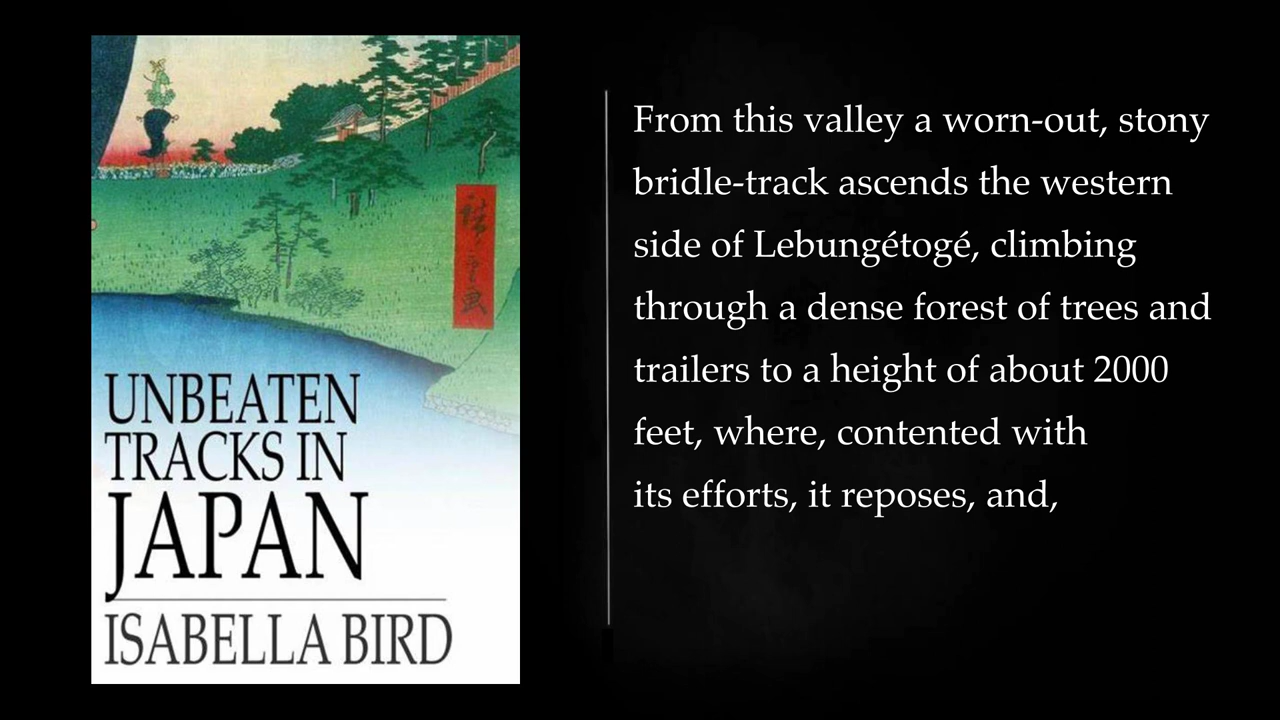 UNBEATEN
TRACKS IN
JAPAN
ISABELLA BIRD
From this valley a worn-out, stony
bridle-track ascends the western
side of Lebungétogé, climbing
through a dense forest of trees and
trailers to a height of about 2000
feet, where, contented with
its efforts, it reposes, and,